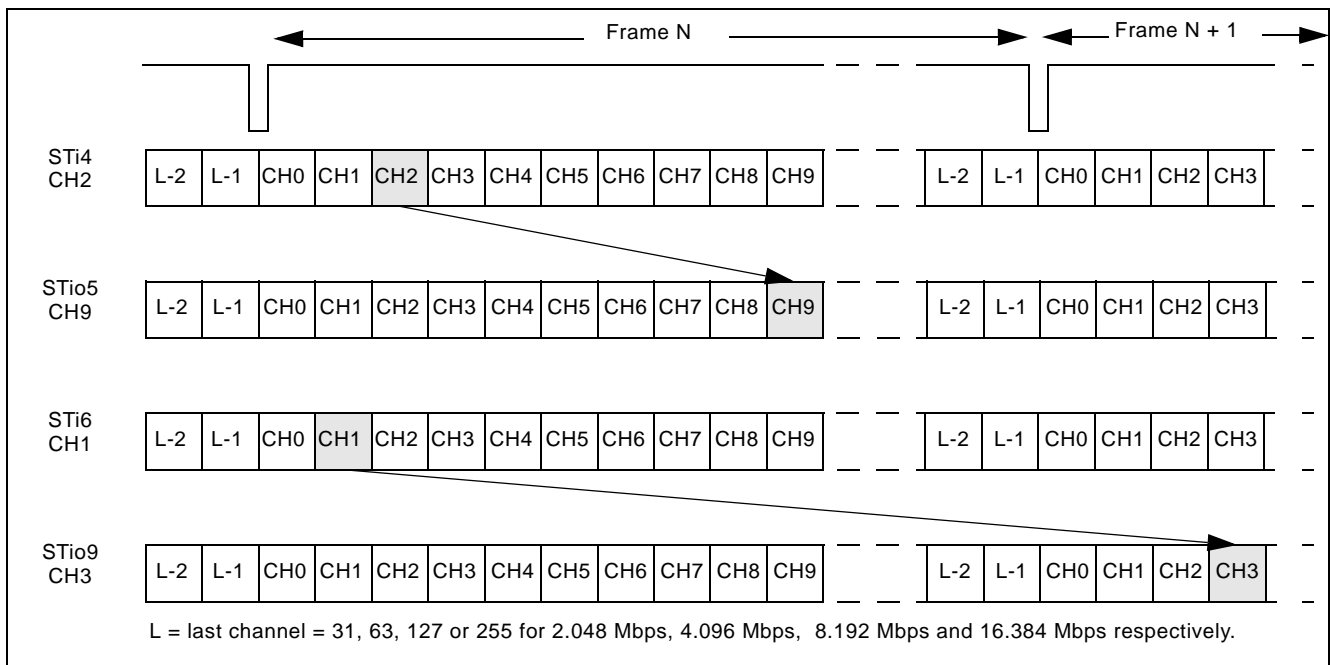 Frame N
Frame N + 1
STi4
CH2
L-2 L-1 CH0 CH1 CH2 CH3 CH4 CH5 CH6 CH7 CH8 CH9 L-2 L-1 CH0 CH1 CH2 CH3
STio5
CH9
L-2 L-1 CH0 CH1 CH2 CH3 CH4 CH5 CH6 CH7 CH8 CH9 L-2 L-1 CH0 CH1 CH2 CH3
STi6
CH1
L-2 L-1 CH0 CH1 CH2 CH3 CH4 CH5 CH6 CH7 CH8 CH9 L-2 L-1 CH0 CH1 CH2 CH3
STio9
CH3
L-2 L-1 CH0 CH1 CH2 CH3 CH4 CH5 CH6 CH7 CH8 CH9 L-2 L-1 CH0 CH1 CH2 CH3
L = last channel = 31, 63, 127 or 255 for 2.048 Mbps, 4.096 Mbps, 8.192 Mbps and 16.384 Mbps respectively.